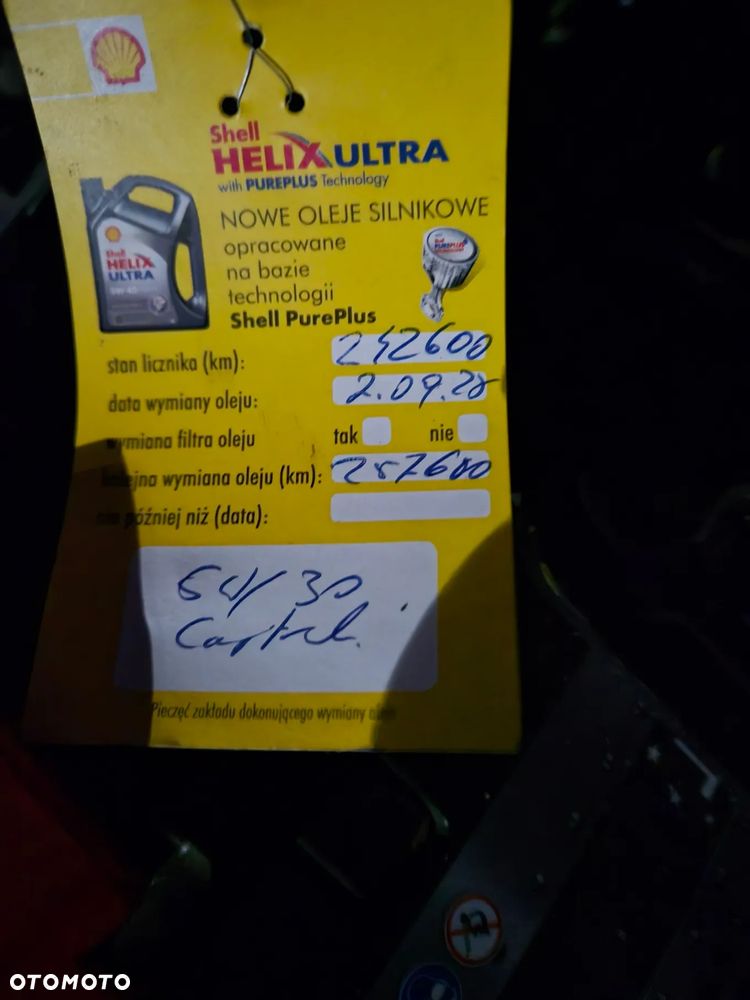 Shell
HELIX ULTRA
with PUREPLUS Technology
NOWE OLEJE SILNIKOWE
opracowane
na bazie
technologii
Shell PurePlus
Shell
HELIX
ULTRA
stan licznika (km): 242600
data wymiany oleju: 2.09.
wymiana filtra oleju tak nie
kolejna wymiana oleju (km): 257600
nie później niż (data):
5W/30
Castrol.
Pieczęć zakładu dokonującego wymiany oleju
OTOMOTO